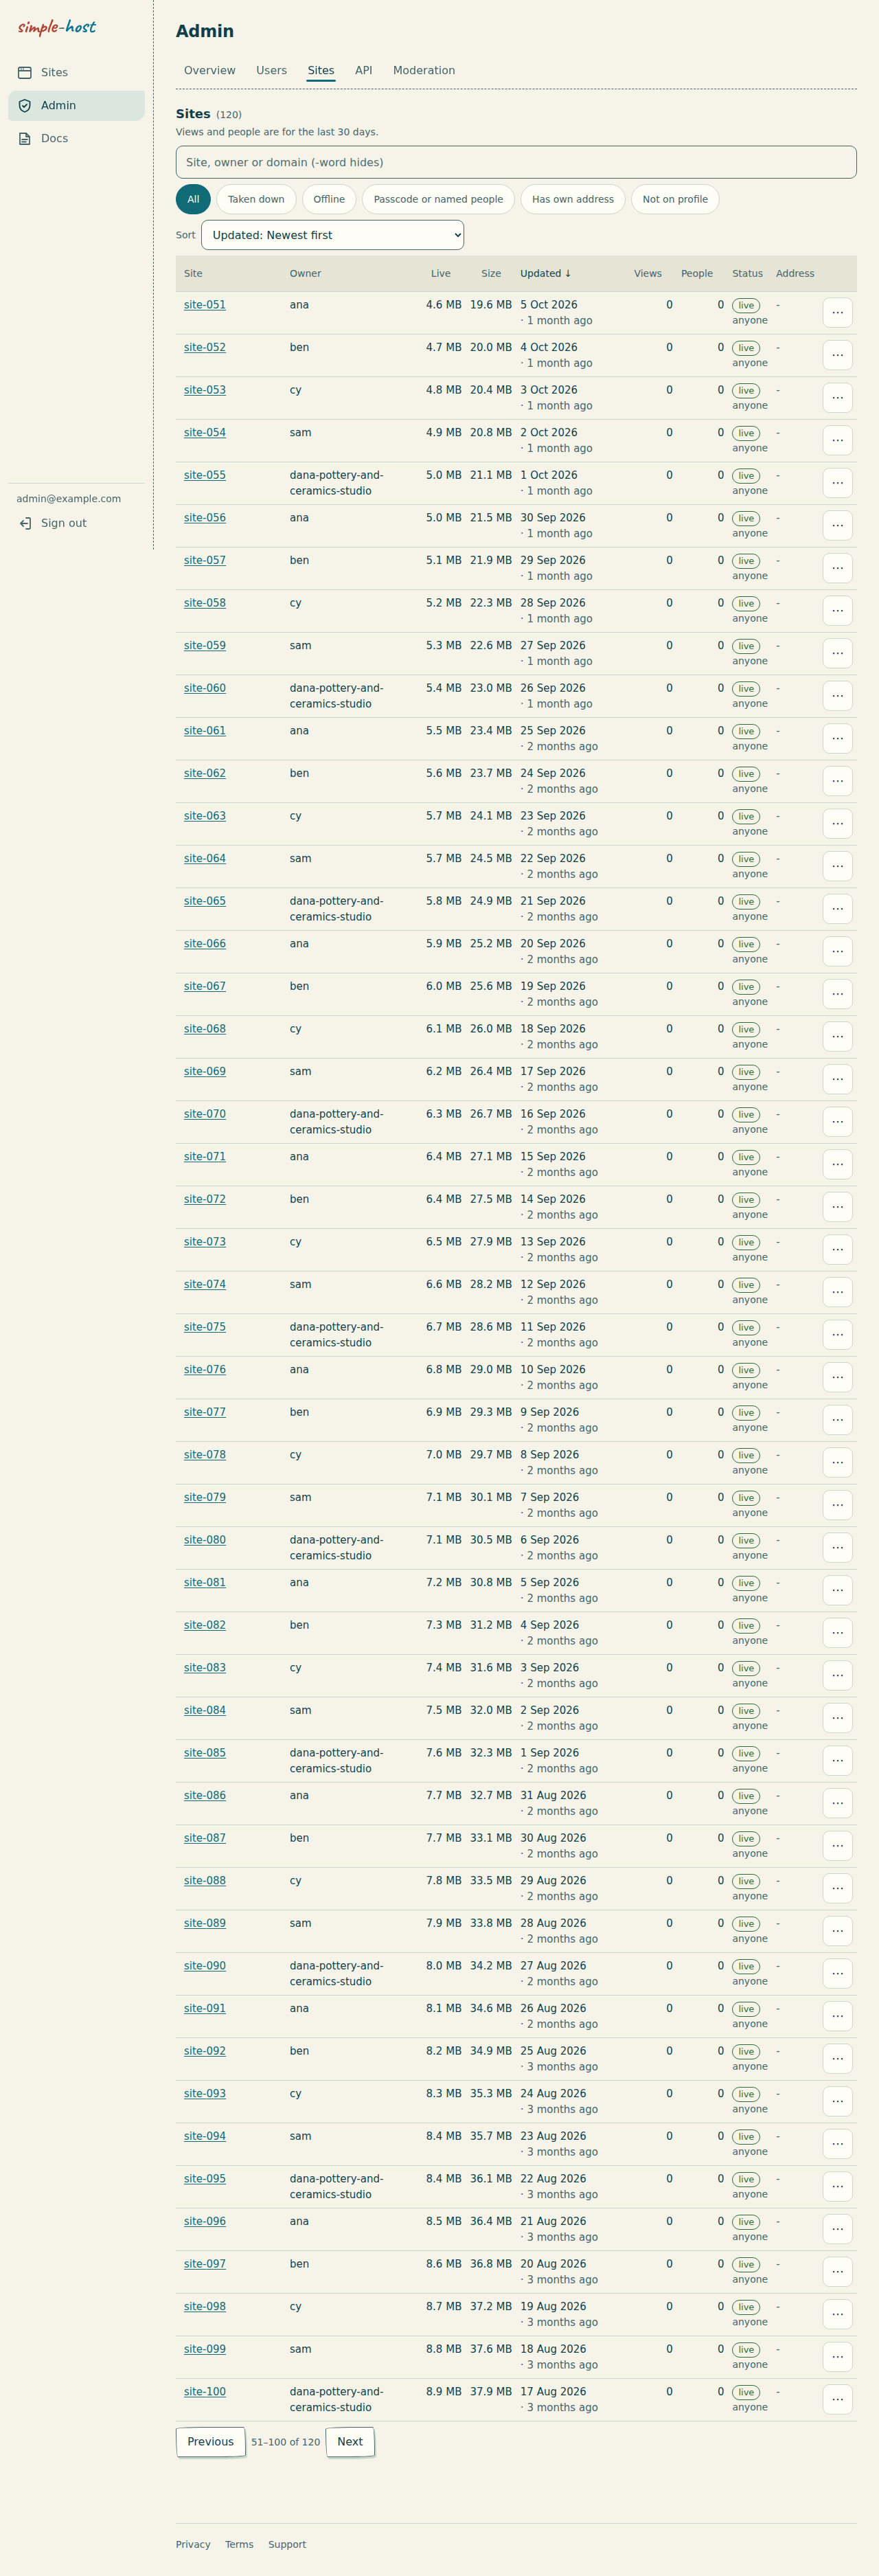 simple-host
Sites
Admin
Docs
admin@example.com
Sign out
Admin
Overview Users Sites API Moderation
Sites (120)
Views and people are for the last 30 days.
Site, owner or domain (-word hides)
All Taken down Offline Passcode or named people Has own address Not on profile
Sort Updated: Newest first
Site Owner Live Size Updated ↓ Views People Status Address
site-051 ana 4.6 MB 19.6 MB 5 Oct 2026 0 0 live - ...
· 1 month ago anyone
site-052 ben 4.7 MB 20.0 MB 4 Oct 2026 0 0 live - ...
· 1 month ago anyone
site-053 cy 4.8 MB 20.4 MB 3 Oct 2026 0 0 live - ...
· 1 month ago anyone
site-054 sam 4.9 MB 20.8 MB 2 Oct 2026 0 0 live - ...
· 1 month ago anyone
site-055 dana-pottery-and- 5.0 MB 21.1 MB 1 Oct 2026 0 0 live - ...
ceramics-studio · 1 month ago anyone
site-056 ana 5.0 MB 21.5 MB 30 Sep 2026 0 0 live - ...
· 1 month ago anyone
site-057 ben 5.1 MB 21.9 MB 29 Sep 2026 0 0 live - ...
· 1 month ago anyone
site-058 cy 5.2 MB 22.3 MB 28 Sep 2026 0 0 live - ...
· 1 month ago anyone
site-059 sam 5.3 MB 22.6 MB 27 Sep 2026 0 0 live - ...
· 1 month ago anyone
site-060 dana-pottery-and- 5.4 MB 23.0 MB 26 Sep 2026 0 0 live - ...
ceramics-studio · 1 month ago anyone
site-061 ana 5.5 MB 23.4 MB 25 Sep 2026 0 0 live - ...
· 2 months ago anyone
site-062 ben 5.6 MB 23.7 MB 24 Sep 2026 0 0 live - ...
· 2 months ago anyone
site-063 cy 5.7 MB 24.1 MB 23 Sep 2026 0 0 live - ...
· 2 months ago anyone
site-064 sam 5.7 MB 24.5 MB 22 Sep 2026 0 0 live - ...
· 2 months ago anyone
site-065 dana-pottery-and- 5.8 MB 24.9 MB 21 Sep 2026 0 0 live - ...
ceramics-studio · 2 months ago anyone
site-066 ana 5.9 MB 25.2 MB 20 Sep 2026 0 0 live - ...
· 2 months ago anyone
site-067 ben 6.0 MB 25.6 MB 19 Sep 2026 0 0 live - ...
· 2 months ago anyone
site-068 cy 6.1 MB 26.0 MB 18 Sep 2026 0 0 live - ...
· 2 months ago anyone
site-069 sam 6.2 MB 26.4 MB 17 Sep 2026 0 0 live - ...
· 2 months ago anyone
site-070 dana-pottery-and- 6.3 MB 26.7 MB 16 Sep 2026 0 0 live - ...
ceramics-studio · 2 months ago anyone
site-071 ana 6.4 MB 27.1 MB 15 Sep 2026 0 0 live - ...
· 2 months ago anyone
site-072 ben 6.4 MB 27.5 MB 14 Sep 2026 0 0 live - ...
· 2 months ago anyone
site-073 cy 6.5 MB 27.9 MB 13 Sep 2026 0 0 live - ...
· 2 months ago anyone
site-074 sam 6.6 MB 28.2 MB 12 Sep 2026 0 0 live - ...
· 2 months ago anyone
site-075 dana-pottery-and- 6.7 MB 28.6 MB 11 Sep 2026 0 0 live - ...
ceramics-studio · 2 months ago anyone
site-076 ana 6.8 MB 29.0 MB 10 Sep 2026 0 0 live - ...
· 2 months ago anyone
site-077 ben 6.9 MB 29.3 MB 9 Sep 2026 0 0 live - ...
· 2 months ago anyone
site-078 cy 7.0 MB 29.7 MB 8 Sep 2026 0 0 live - ...
· 2 months ago anyone
site-079 sam 7.1 MB 30.1 MB 7 Sep 2026 0 0 live - ...
· 2 months ago anyone
site-080 dana-pottery-and- 7.1 MB 30.5 MB 6 Sep 2026 0 0 live - ...
ceramics-studio · 2 months ago anyone
site-081 ana 7.2 MB 30.8 MB 5 Sep 2026 0 0 live - ...
· 2 months ago anyone
site-082 ben 7.3 MB 31.2 MB 4 Sep 2026 0 0 live - ...
· 2 months ago anyone
site-083 cy 7.4 MB 31.6 MB 3 Sep 2026 0 0 live - ...
· 2 months ago anyone
site-084 sam 7.5 MB 32.0 MB 2 Sep 2026 0 0 live - ...
· 2 months ago anyone
site-085 dana-pottery-and- 7.6 MB 32.3 MB 1 Sep 2026 0 0 live - ...
ceramics-studio · 2 months ago anyone
site-086 ana 7.7 MB 32.7 MB 31 Aug 2026 0 0 live - ...
· 2 months ago anyone
site-087 ben 7.7 MB 33.1 MB 30 Aug 2026 0 0 live - ...
· 2 months ago anyone
site-088 cy 7.8 MB 33.5 MB 29 Aug 2026 0 0 live - ...
· 2 months ago anyone
site-089 sam 7.9 MB 33.8 MB 28 Aug 2026 0 0 live - ...
· 2 months ago anyone
site-090 dana-pottery-and- 8.0 MB 34.2 MB 27 Aug 2026 0 0 live - ...
ceramics-studio · 2 months ago anyone
site-091 ana 8.1 MB 34.6 MB 26 Aug 2026 0 0 live - ...
· 2 months ago anyone
site-092 ben 8.2 MB 34.9 MB 25 Aug 2026 0 0 live - ...
· 3 months ago anyone
site-093 cy 8.3 MB 35.3 MB 24 Aug 2026 0 0 live - ...
· 3 months ago anyone
site-094 sam 8.4 MB 35.7 MB 23 Aug 2026 0 0 live - ...
· 3 months ago anyone
site-095 dana-pottery-and- 8.4 MB 36.1 MB 22 Aug 2026 0 0 live - ...
ceramics-studio · 3 months ago anyone
site-096 ana 8.5 MB 36.4 MB 21 Aug 2026 0 0 live - ...
· 3 months ago anyone
site-097 ben 8.6 MB 36.8 MB 20 Aug 2026 0 0 live - ...
· 3 months ago anyone
site-098 cy 8.7 MB 37.2 MB 19 Aug 2026 0 0 live - ...
· 3 months ago anyone
site-099 sam 8.8 MB 37.6 MB 18 Aug 2026 0 0 live - ...
· 3 months ago anyone
site-100 dana-pottery-and- 8.9 MB 37.9 MB 17 Aug 2026 0 0 live - ...
ceramics-studio · 3 months ago anyone
Previous 51–100 of 120 Next
Privacy Terms Support